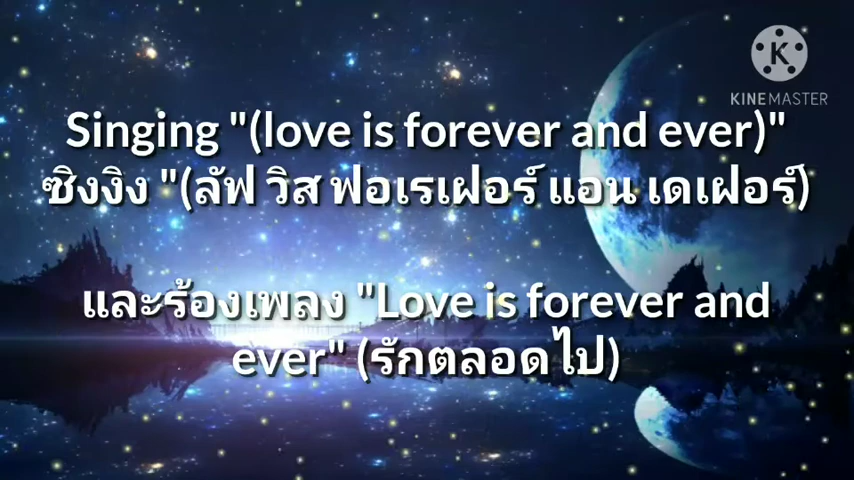 KINEMASTER
Singing "(love is forever and ever)"
ซิงงิง "(ลัฟ วิส ฟอเรเฝอร์ แอน เดเฝอร์)
และร้องเพลง "Love is forever and
ever" (รักตลอดไป)